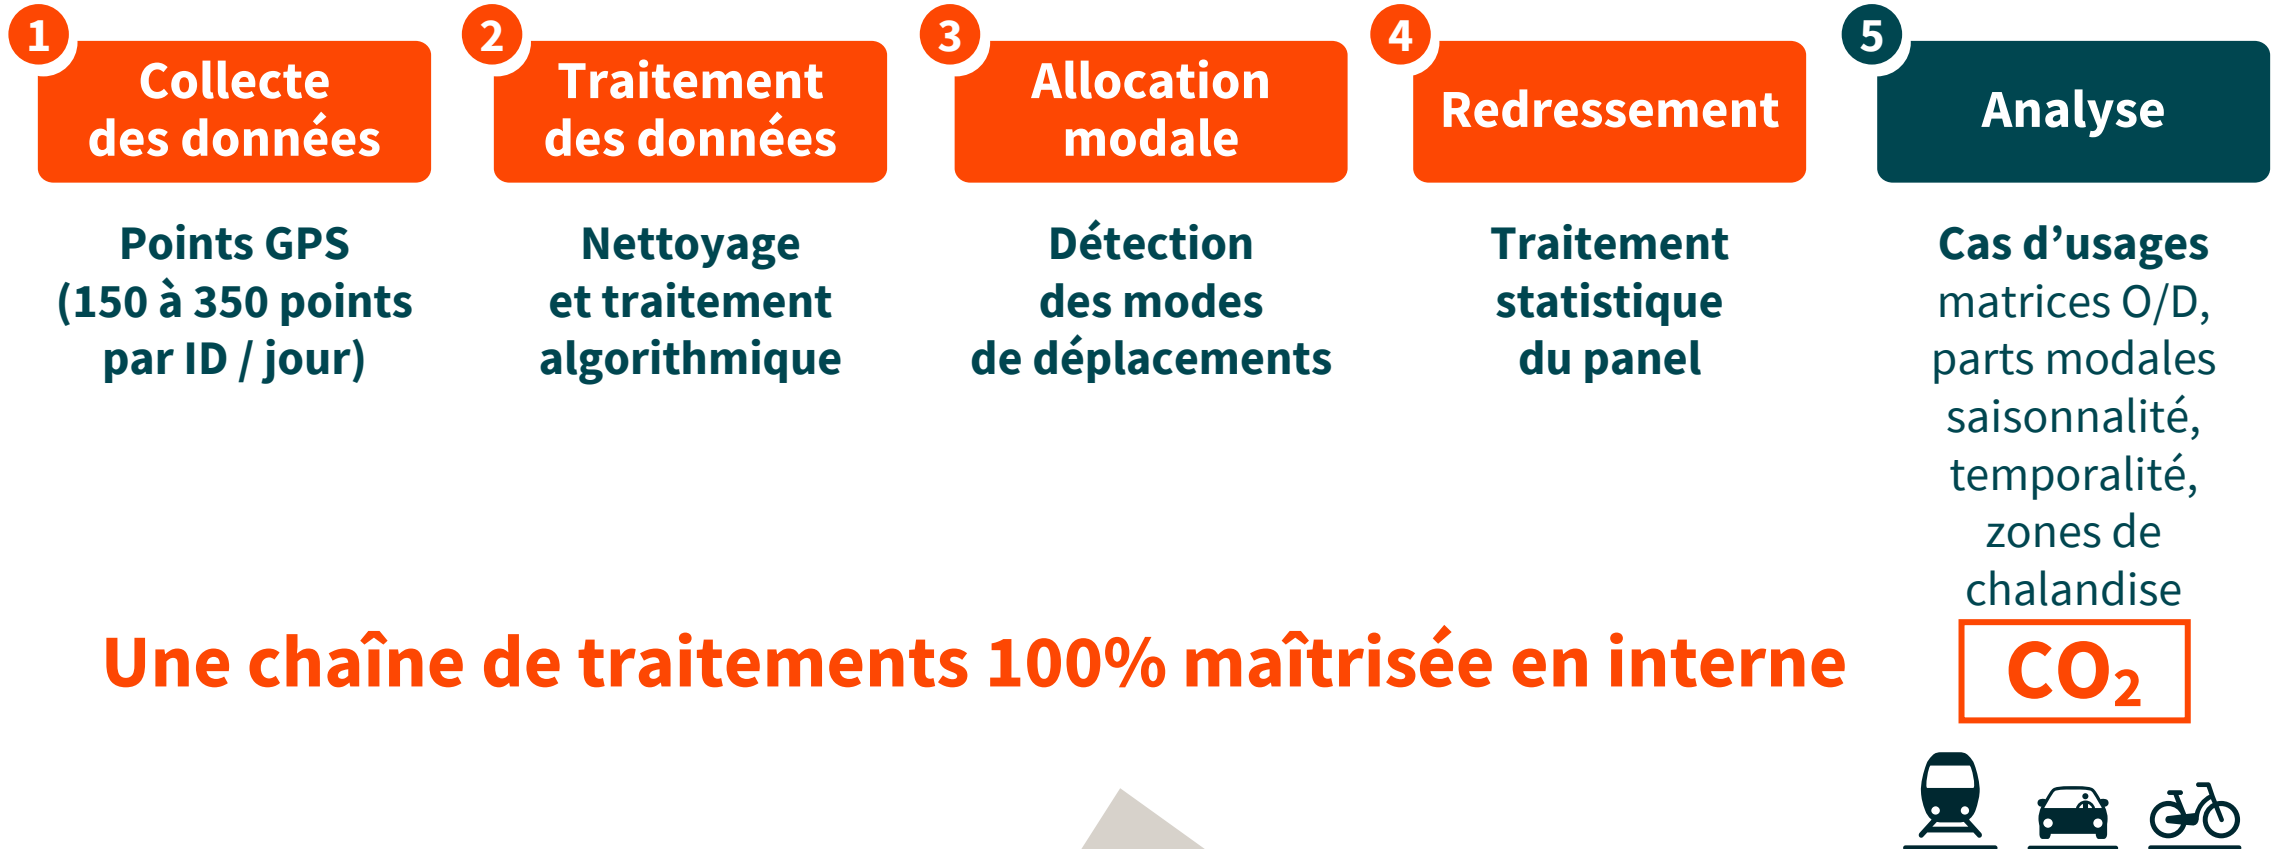 1
Collecte
des données
Points GPS
(150 à 350 points
par ID / jour)
2
Traitement
des données
Nettoyage
et traitement
algorithmique
3
Allocation
modale
Détection
des modes
de déplacements
4
Redressement
Traitement
statistique
du panel
5
Analyse
Cas d’usages
matrices O/D,
parts modales
saisonnalité,
temporalité,
zones de
chalandise
CO₂
Une chaîne de traitements 100% maîtrisée en interne